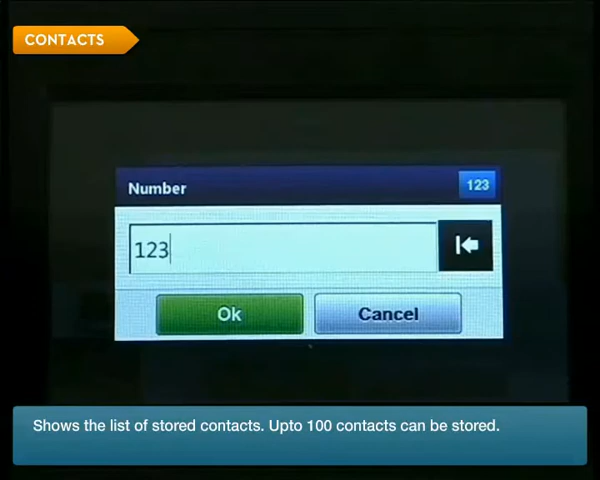 CONTACTS
Number 123
123
Ok Cancel
Shows the list of stored contacts. Upto 100 contacts can be stored.